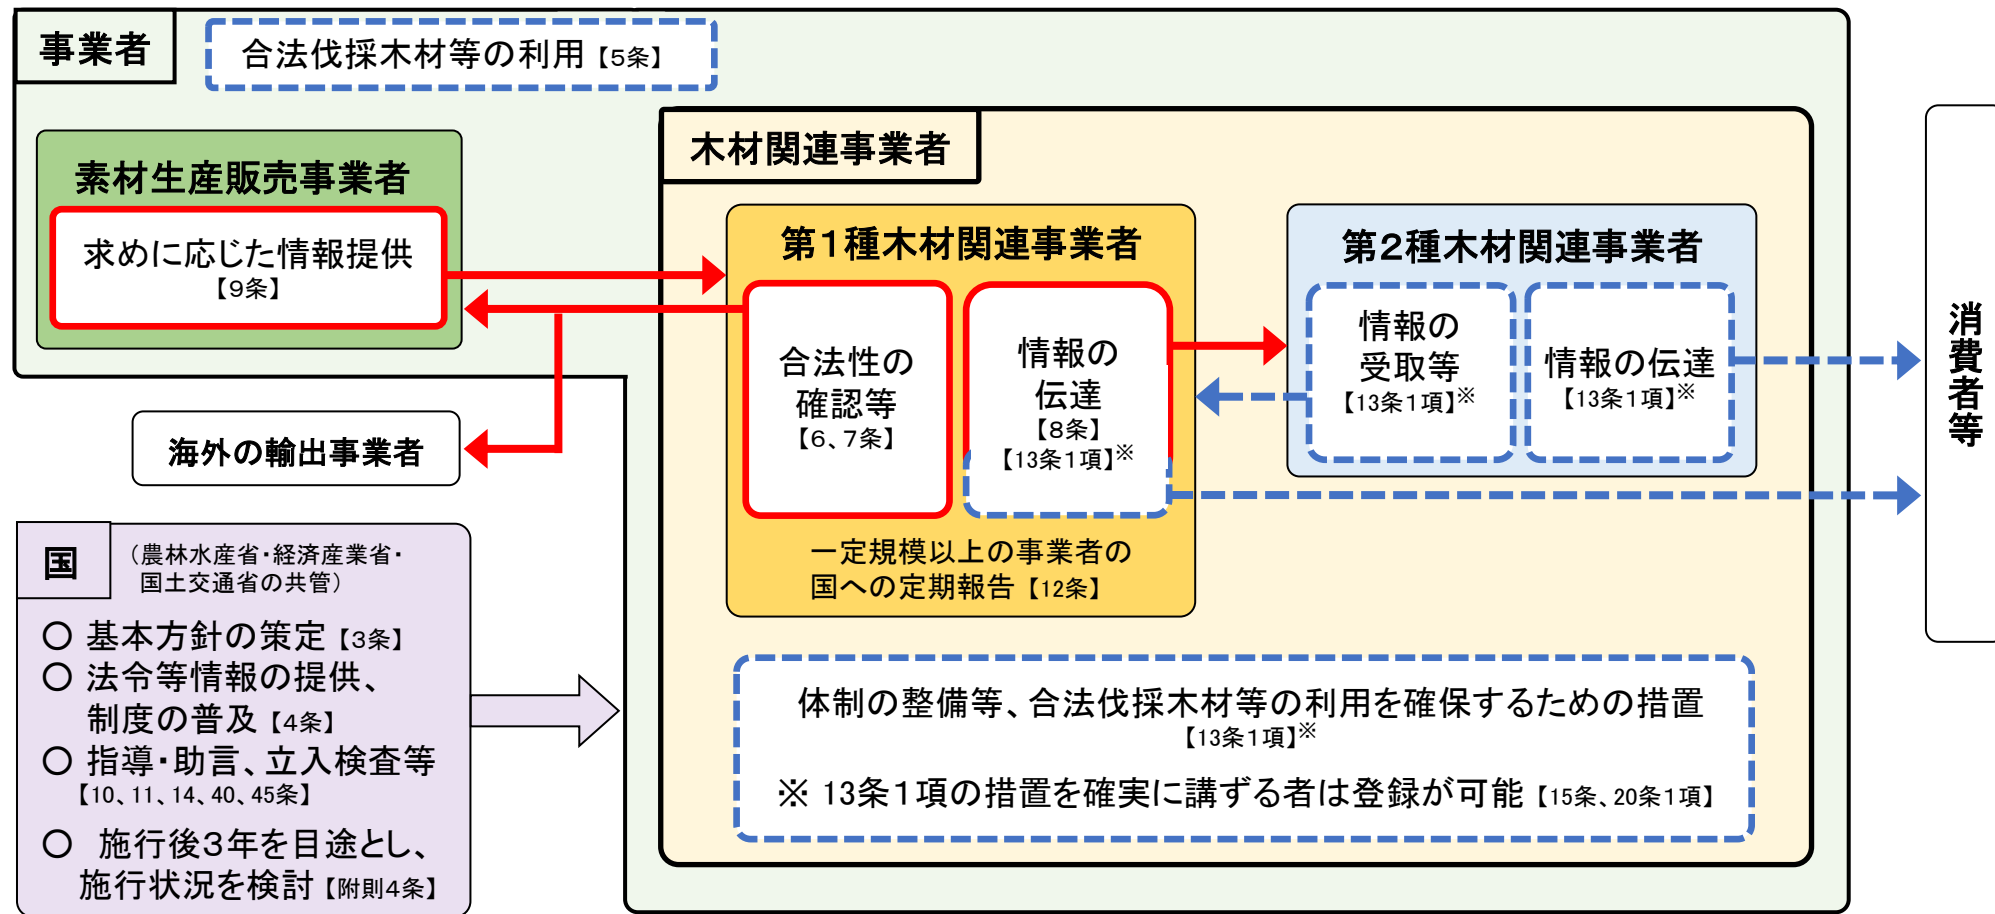 事業者
合法伐採木材等の利用【5条】
素材生産販売事業者
求めに応じた情報提供
【9条】
木材関連事業者
第1種木材関連事業者
合法性の
確認等
【6、7条】
情報の
伝達
【8条】
【13条1項】※
一定規模以上の事業者の
国への定期報告【12条】
第2種木材関連事業者
情報の
受取等
【13条1項】※
情報の伝達
【13条1項】※
消費者等
海外の輸出事業者
国
（農林水産省・経済産業省・
国土交通省の共管）
○ 基本方針の策定【3条】
○ 法令等情報の提供、
制度の普及【4条】
○ 指導・助言、立入検査等
【10、11、14、40、45条】
○ 施行後3年を目途とし、
施行状況を検討【附則4条】
体制の整備等、合法伐採木材等の利用を確保するための措置
【13条1項】※
※ 13条1項の措置を確実に講ずる者は登録が可能【15条、20条1項】